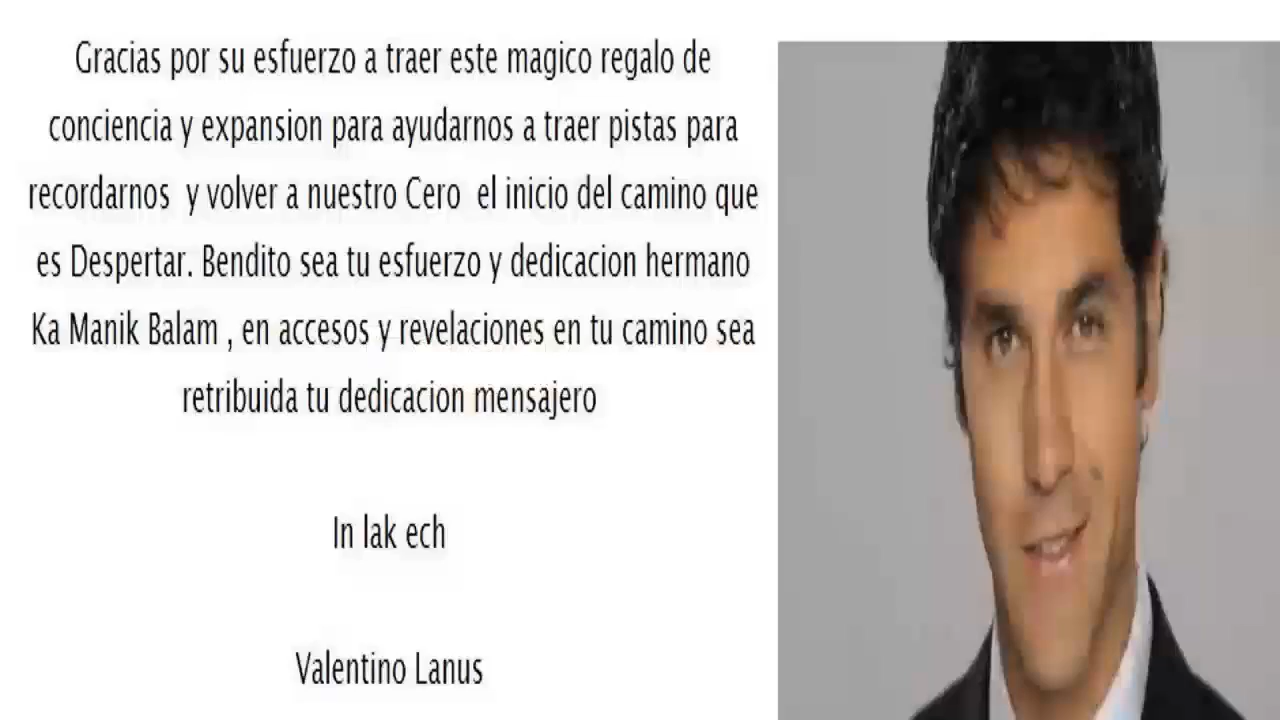 Gracias por su esfuerzo a traer este magico regalo de
conciencia y expansion para ayudarnos a traer pistas para
recordarnos y volver a nuestro Cero el inicio del camino que
es Despertar. Bendito sea tu esfuerzo y dedicacion hermano
Ka Manik Balam , en accesos y revelaciones en tu camino sea
retribuida tu dedicacion mensajero
In lak ech
Valentino Lanus